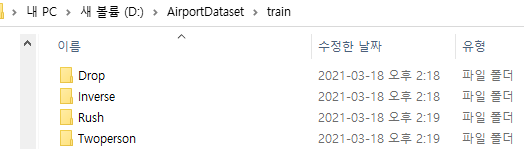 내 PC > 새 볼륨 (D:) > AirportDataset > train
이름 수정한 날짜 유형
Drop 2021-03-18 오후 2:18 파일 폴더
Inverse 2021-03-18 오후 2:18 파일 폴더
Rush 2021-03-18 오후 2:19 파일 폴더
Twoperson 2021-03-18 오후 2:19 파일 폴더